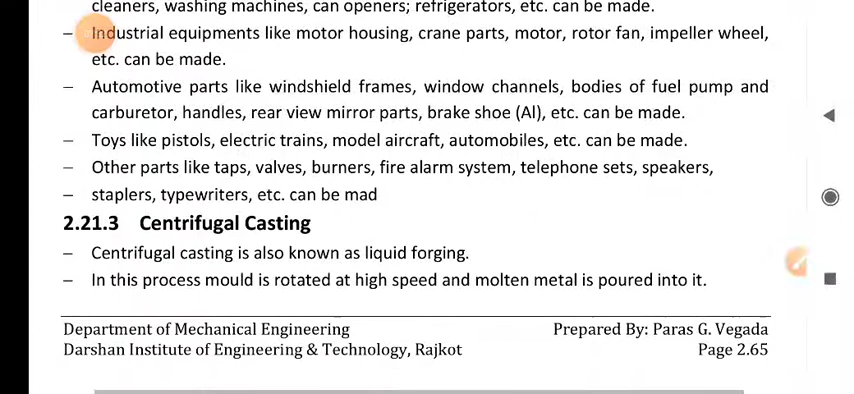 cleaners, washing machines, can openers; refrigerators, etc. can be made.
– Industrial equipments like motor housing, crane parts, motor, rotor fan, impeller wheel,
etc. can be made.
– Automotive parts like windshield frames, window channels, bodies of fuel pump and
carburetor, handles, rear view mirror parts, brake shoe (Al), etc. can be made.
– Toys like pistols, electric trains, model aircraft, automobiles, etc. can be made.
– Other parts like taps, valves, burners, fire alarm system, telephone sets, speakers,
– staplers, typewriters, etc. can be mad
2.21.3 Centrifugal Casting
– Centrifugal casting is also known as liquid forging.
– In this process mould is rotated at high speed and molten metal is poured into it.
Department of Mechanical Engineering Prepared By: Paras G. Vegada
Darshan Institute of Engineering & Technology, Rajkot Page 2.65